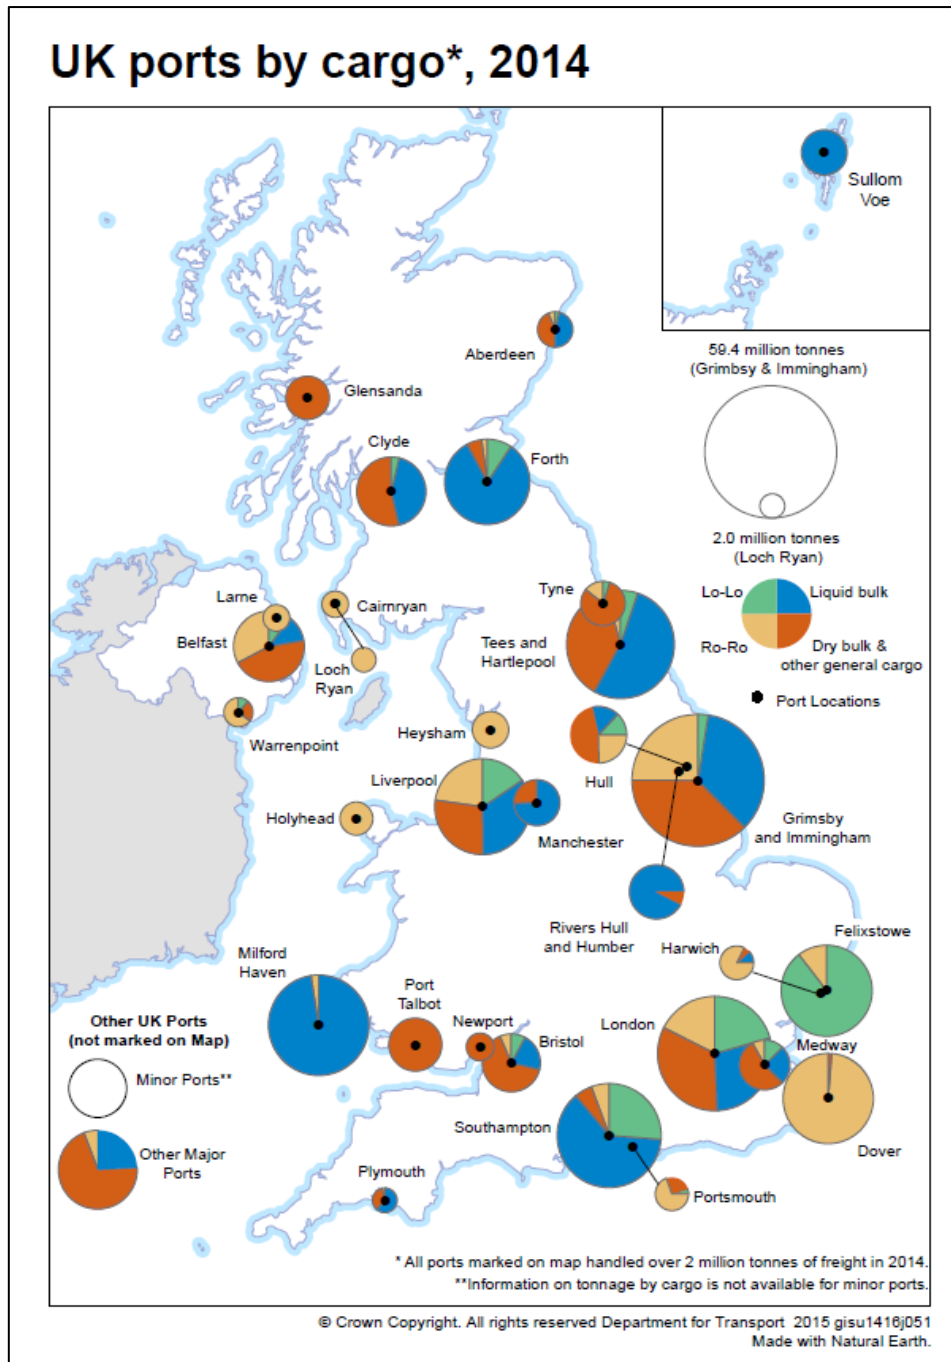 UK ports by cargo*, 2014
Sullom
Voe
59.4 million tonnes
(Grimbsy & Immingham)
2.0 million tonnes
(Loch Ryan)
Lo-Lo
Liquid bulk
Ro-Ro
Dry bulk &
other general cargo
Port Locations
Aberdeen
Glensanda
Clyde
Forth
Larne
Cairnryan
Belfast
Loch
Ryan
Tyne
Tees and
Hartlepool
Warrenpoint
Heysham
Hull
Liverpool
Holyhead
Manchester
Grimsby
and Immingham
Rivers Hull
and Humber
Harwich
Felixstowe
Milford
Haven
Port
Talbot
Newport
Bristol
London
Medway
Dover
Southampton
Portsmouth
Plymouth
Other UK Ports
(not marked on Map)
Minor Ports**
Other Major
Ports
* All ports marked on map handled over 2 million tonnes of freight in 2014.
**Information on tonnage by cargo is not available for minor ports.
© Crown Copyright. All rights reserved Department for Transport 2015 gisu1416j051
Made with Natural Earth.